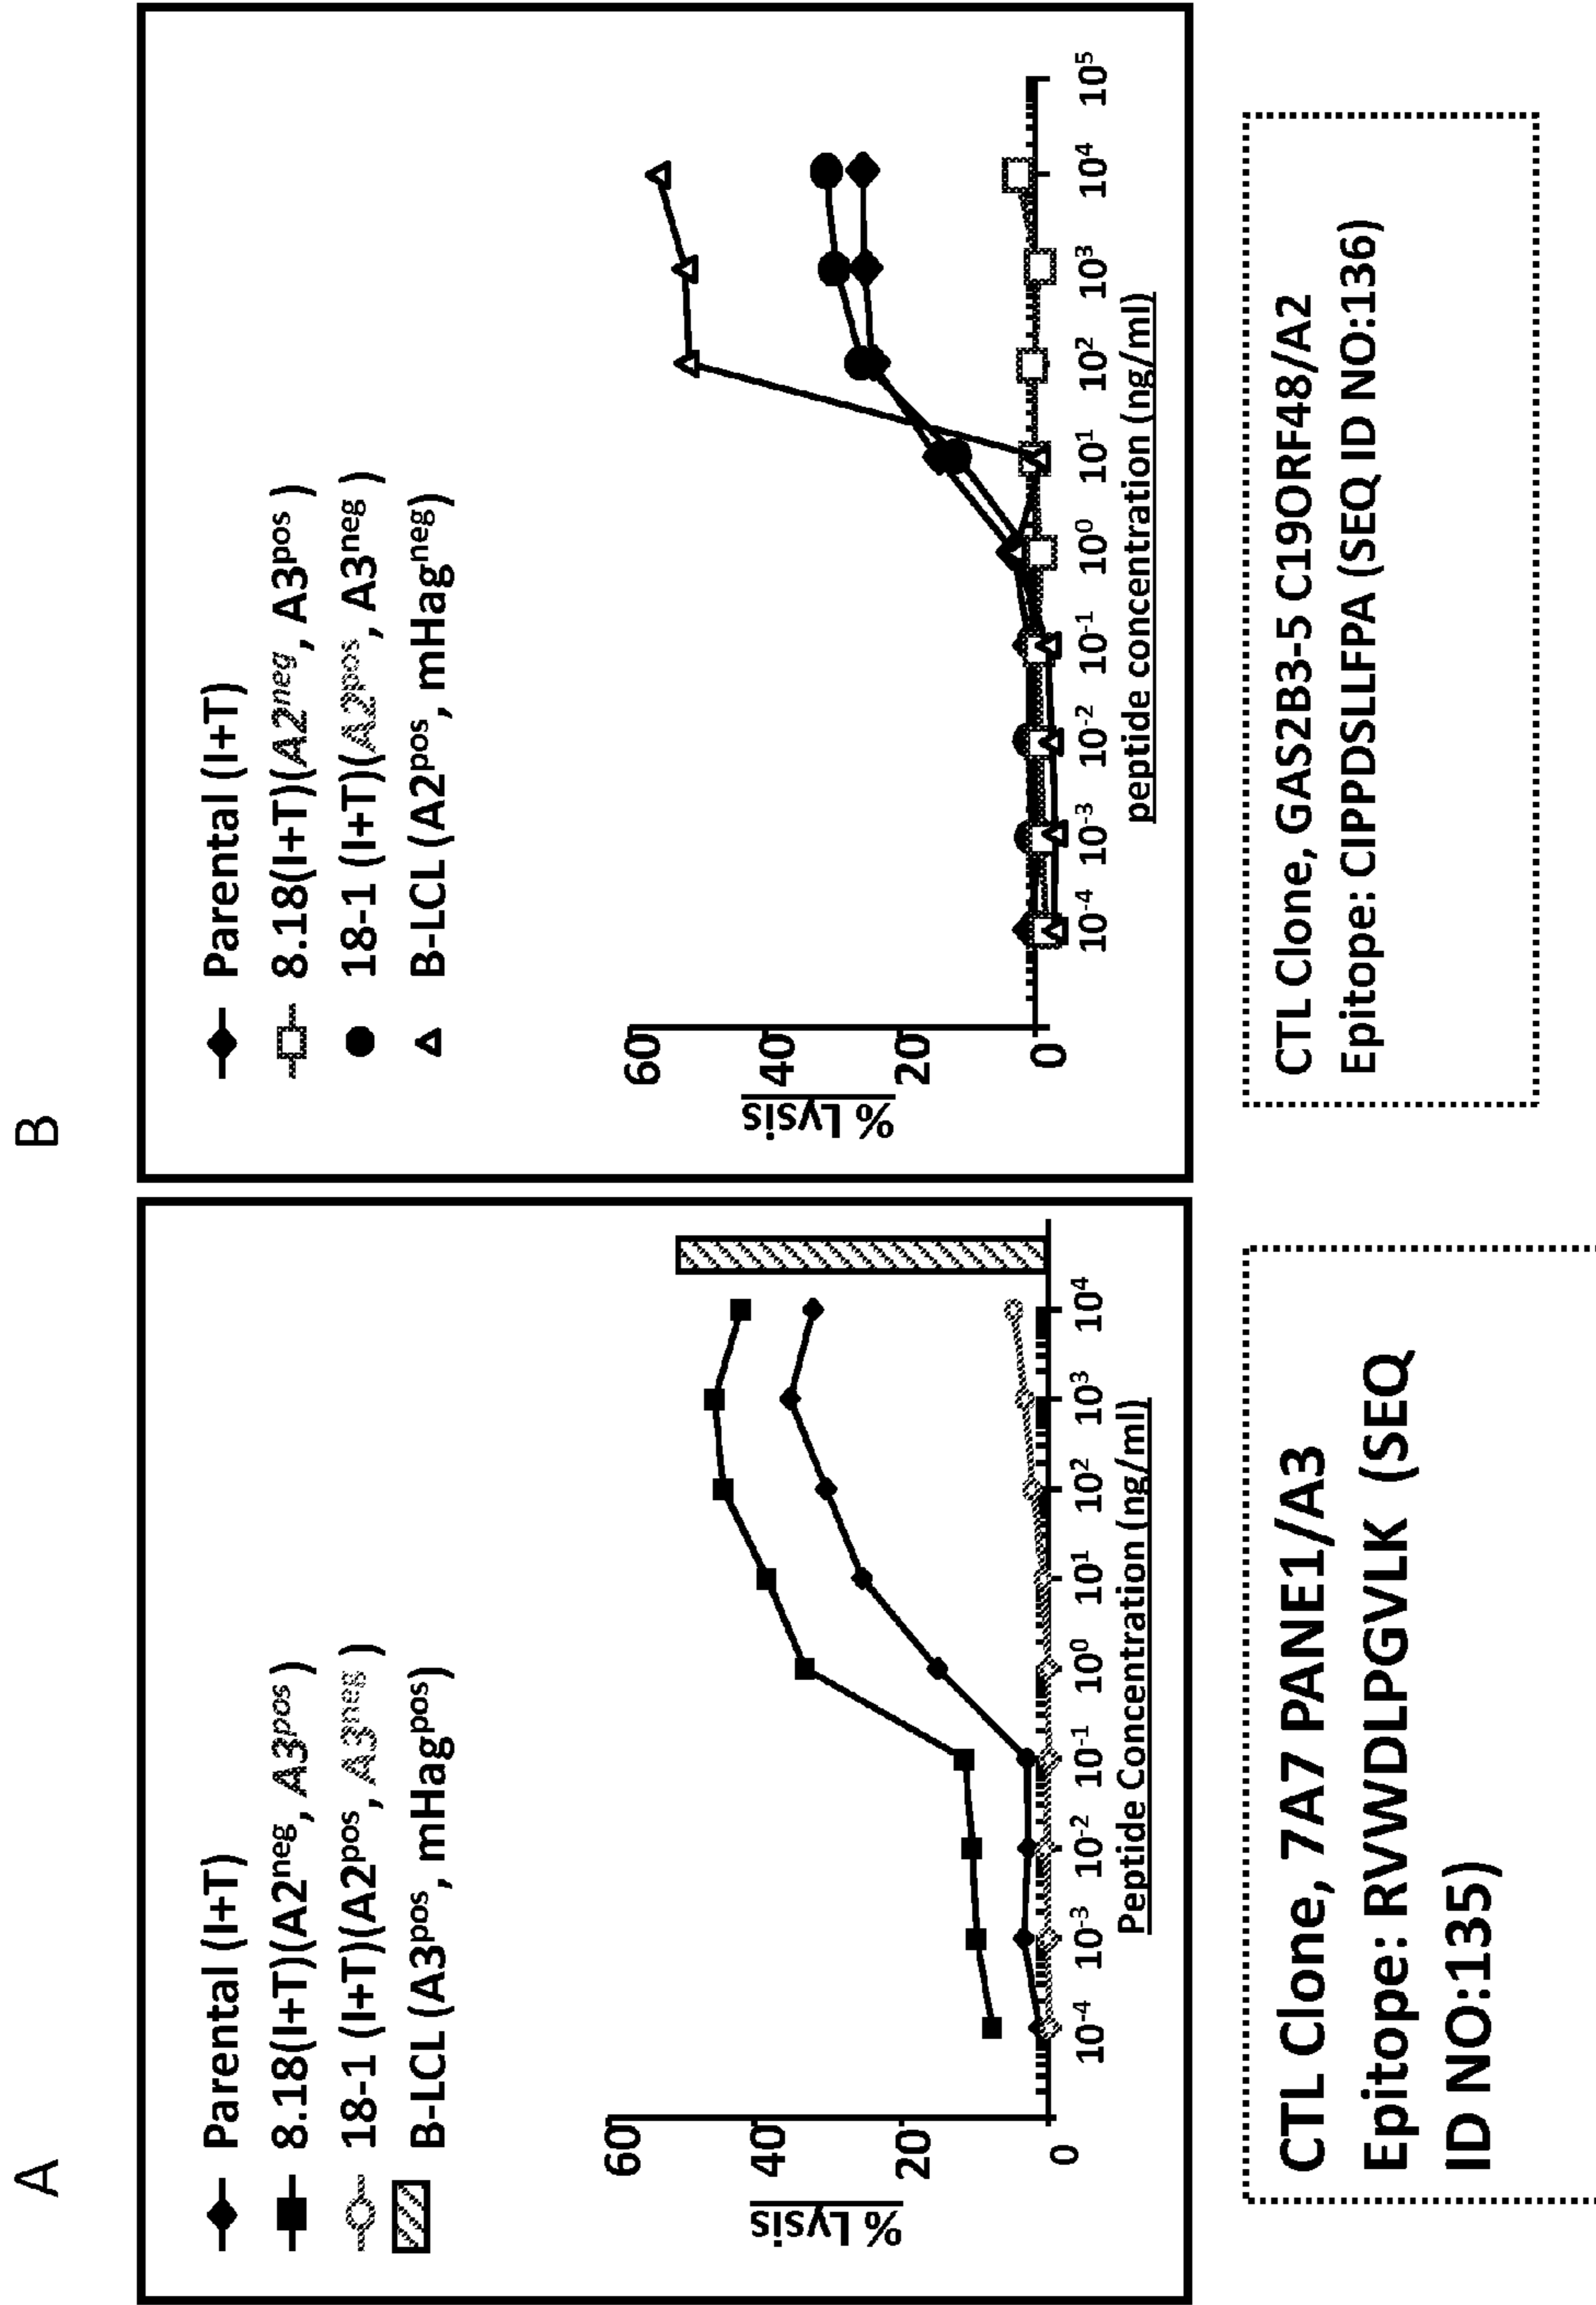 A
Parental (I+T)
8.18(I+T)(A2neg, A3pos)
18-1 (I+T)(A2pos, A3neg)
B-LCL (A3pos, mHagpos)
60
40
20
0
% Lysis
10-4 10-3 10-2 10-1 100 101 102 103 104
Peptide Concentration (ng/ml)
CTL Clone, 7A7 PANE1/A3
Epitope: RVWDLPGVLK (SEQ
ID NO:135)
B
Parental (I+T)
8.18(I+T)(A2neg, A3pos)
18-1 (I+T)(A2pos, A3neg)
B-LCL (A2pos, mHagneg)
60
40
20
0
% Lysis
10-4 10-3 10-2 10-1 100 101 102 103 104 105
peptide concentration (ng/ml)
CTL Clone, GAS2B3-5 C19ORF48/A2
Epitope: CIPPDSLLFPA (SEQ ID NO:136)